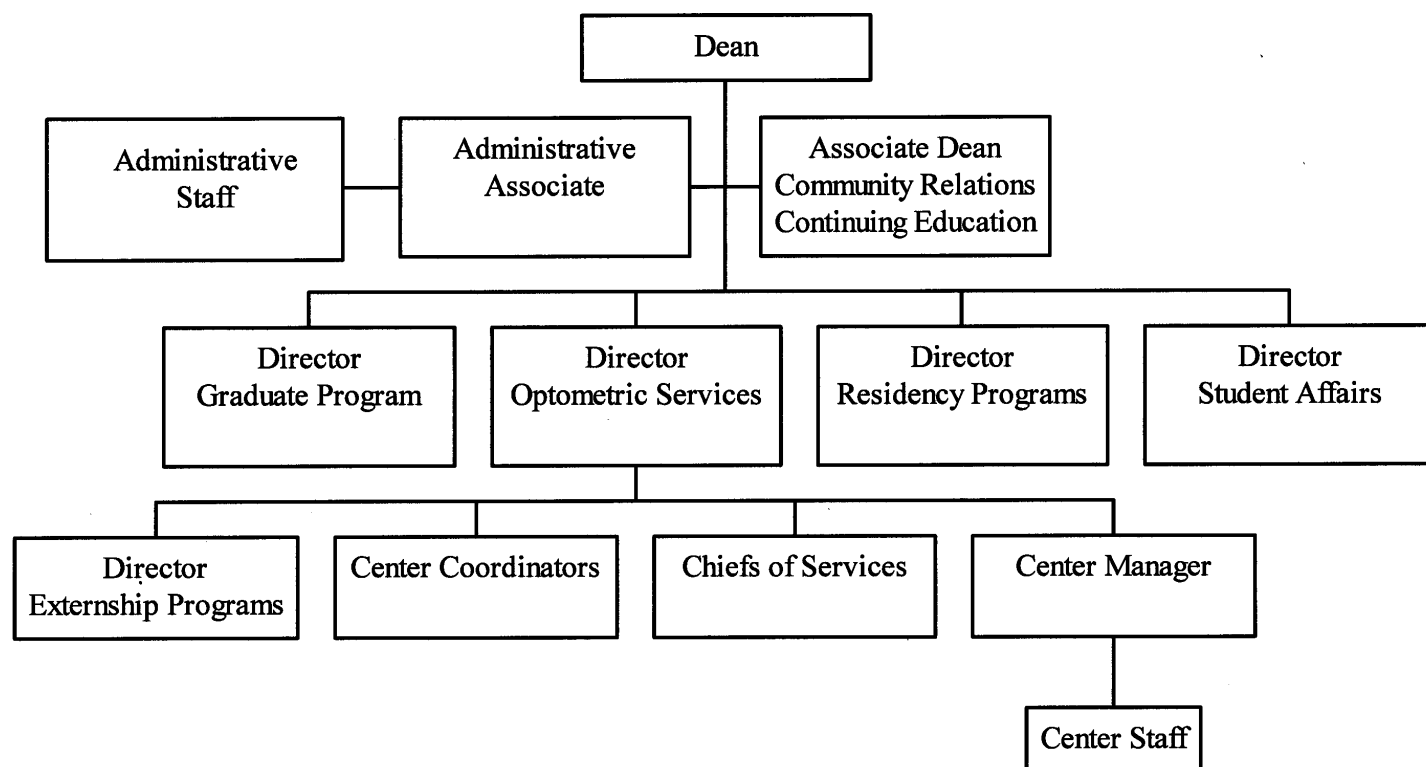 Dean
Administrative
Staff
Administrative
Associate
Associate Dean
Community Relations
Continuing Education
Director
Graduate Program
Director
Optometric Services
Director
Residency Programs
Director
Student Affairs
Director
Externship Programs
Center Coordinators
Chiefs of Services
Center Manager
Center Staff